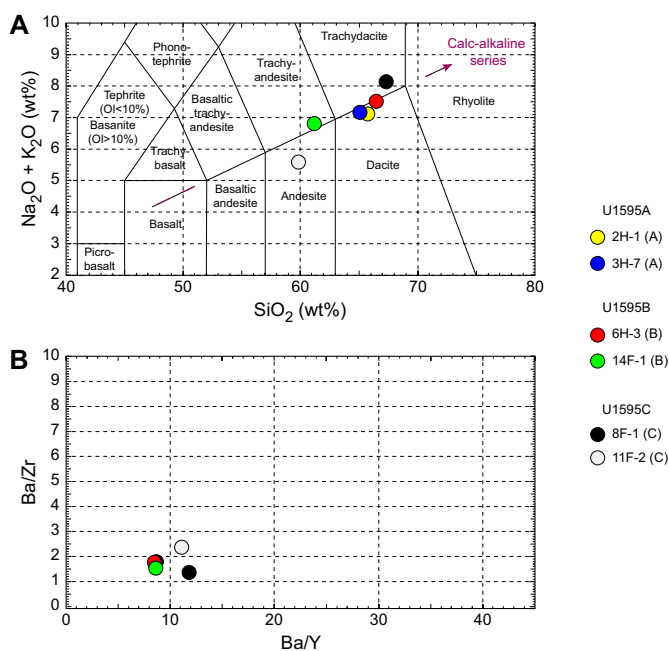 A
10
9
8
7
6
5
4
3
2
Na₂O + K₂O (wt%)
40
50
60
70
80
SiO₂ (wt%)
Phono-
tephrite
Tephrite
(Ol<10%)
Basanite
(Ol>10%)
Trachy-
basalt
Basaltic
trachy-
andesite
Trachy-
andesite
Trachydacite
Calc-alkaline
series
Rhyolite
Picro-
basalt
Basalt
Basaltic
andesite
Andesite
Dacite
U1595A
2H-1 (A)
3H-7 (A)
U1595B
6H-3 (B)
14F-1 (B)
U1595C
8F-1 (C)
11F-2 (C)
B
10
9
8
7
6
5
4
3
2
1
0
Ba/Zr
0
10
20
30
40
Ba/Y